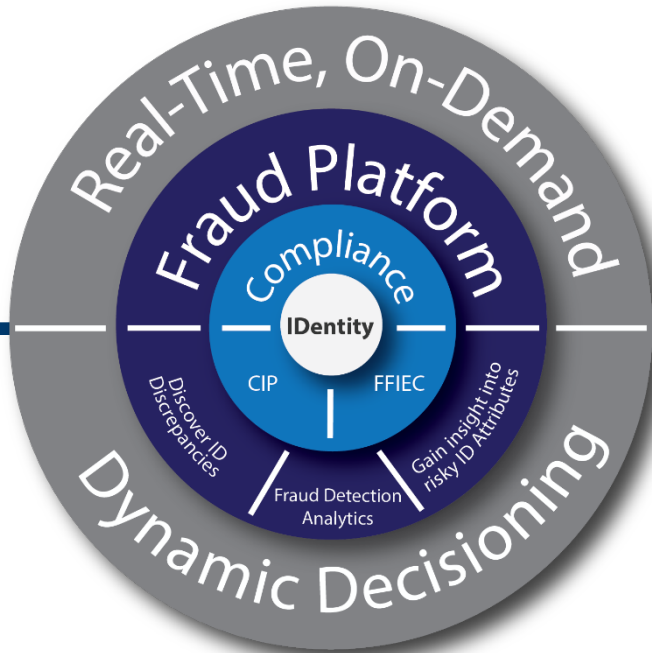 Real-Time, On-Demand
Fraud Platform
Compliance
IDentity
CIP
FFIEC
Discover ID
Discrepancies
Fraud Detection
Analytics
Gain insight into
risky ID Attributes
Dynamic Decisioning